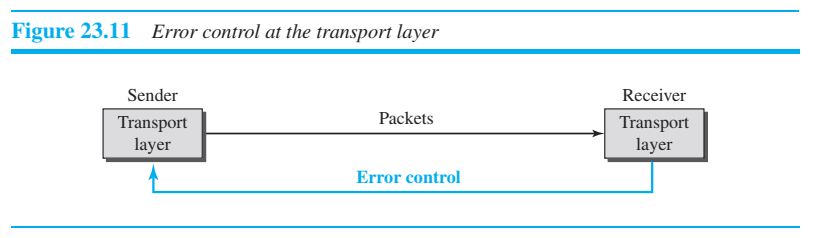 Figure 23.11 Error control at the transport layer
Sender
Receiver
Transport
layer
Packets
Transport
layer
Error control